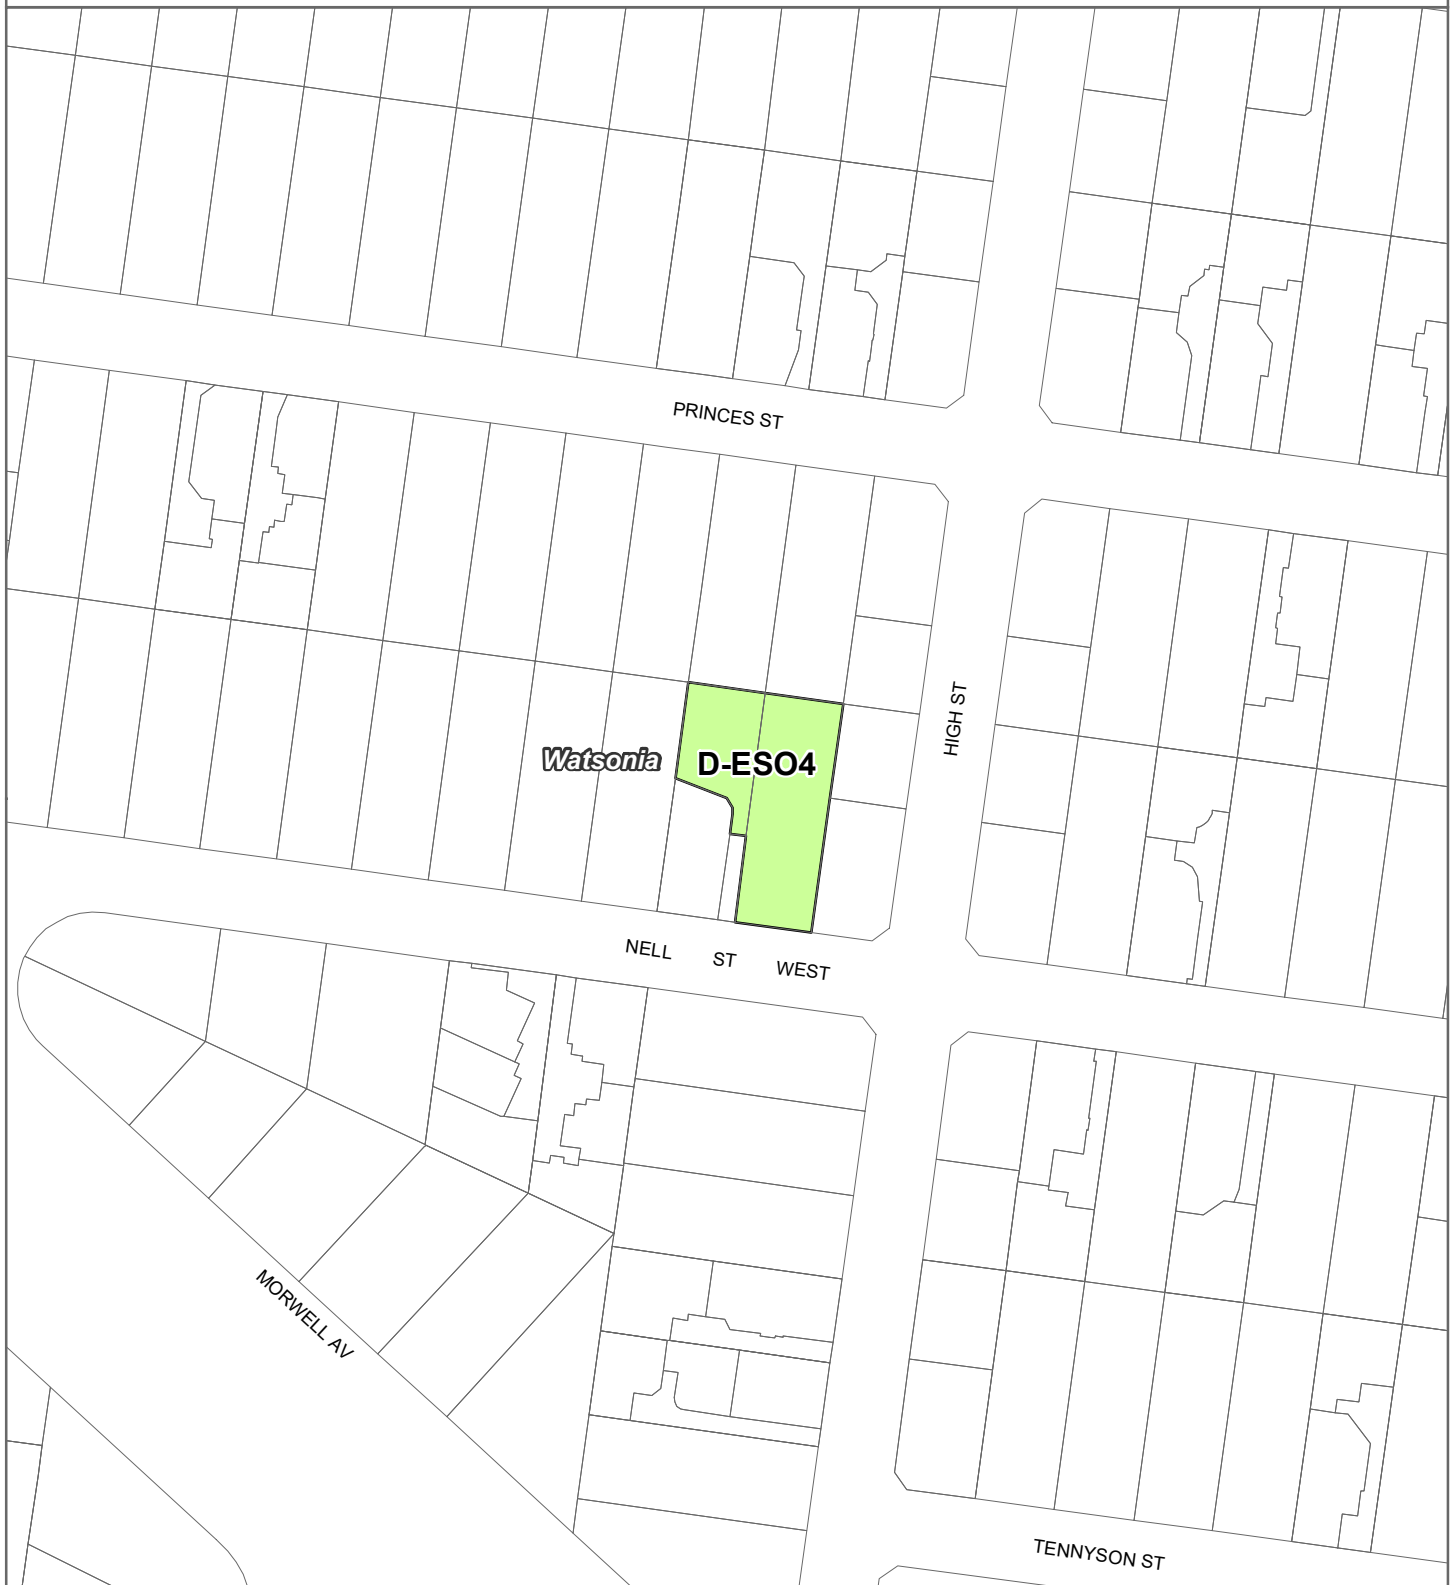 PRINCES ST
HIGH ST
Watsonia
D-ESO4
NELL ST WEST
MORWELL AV
TENNYSON ST